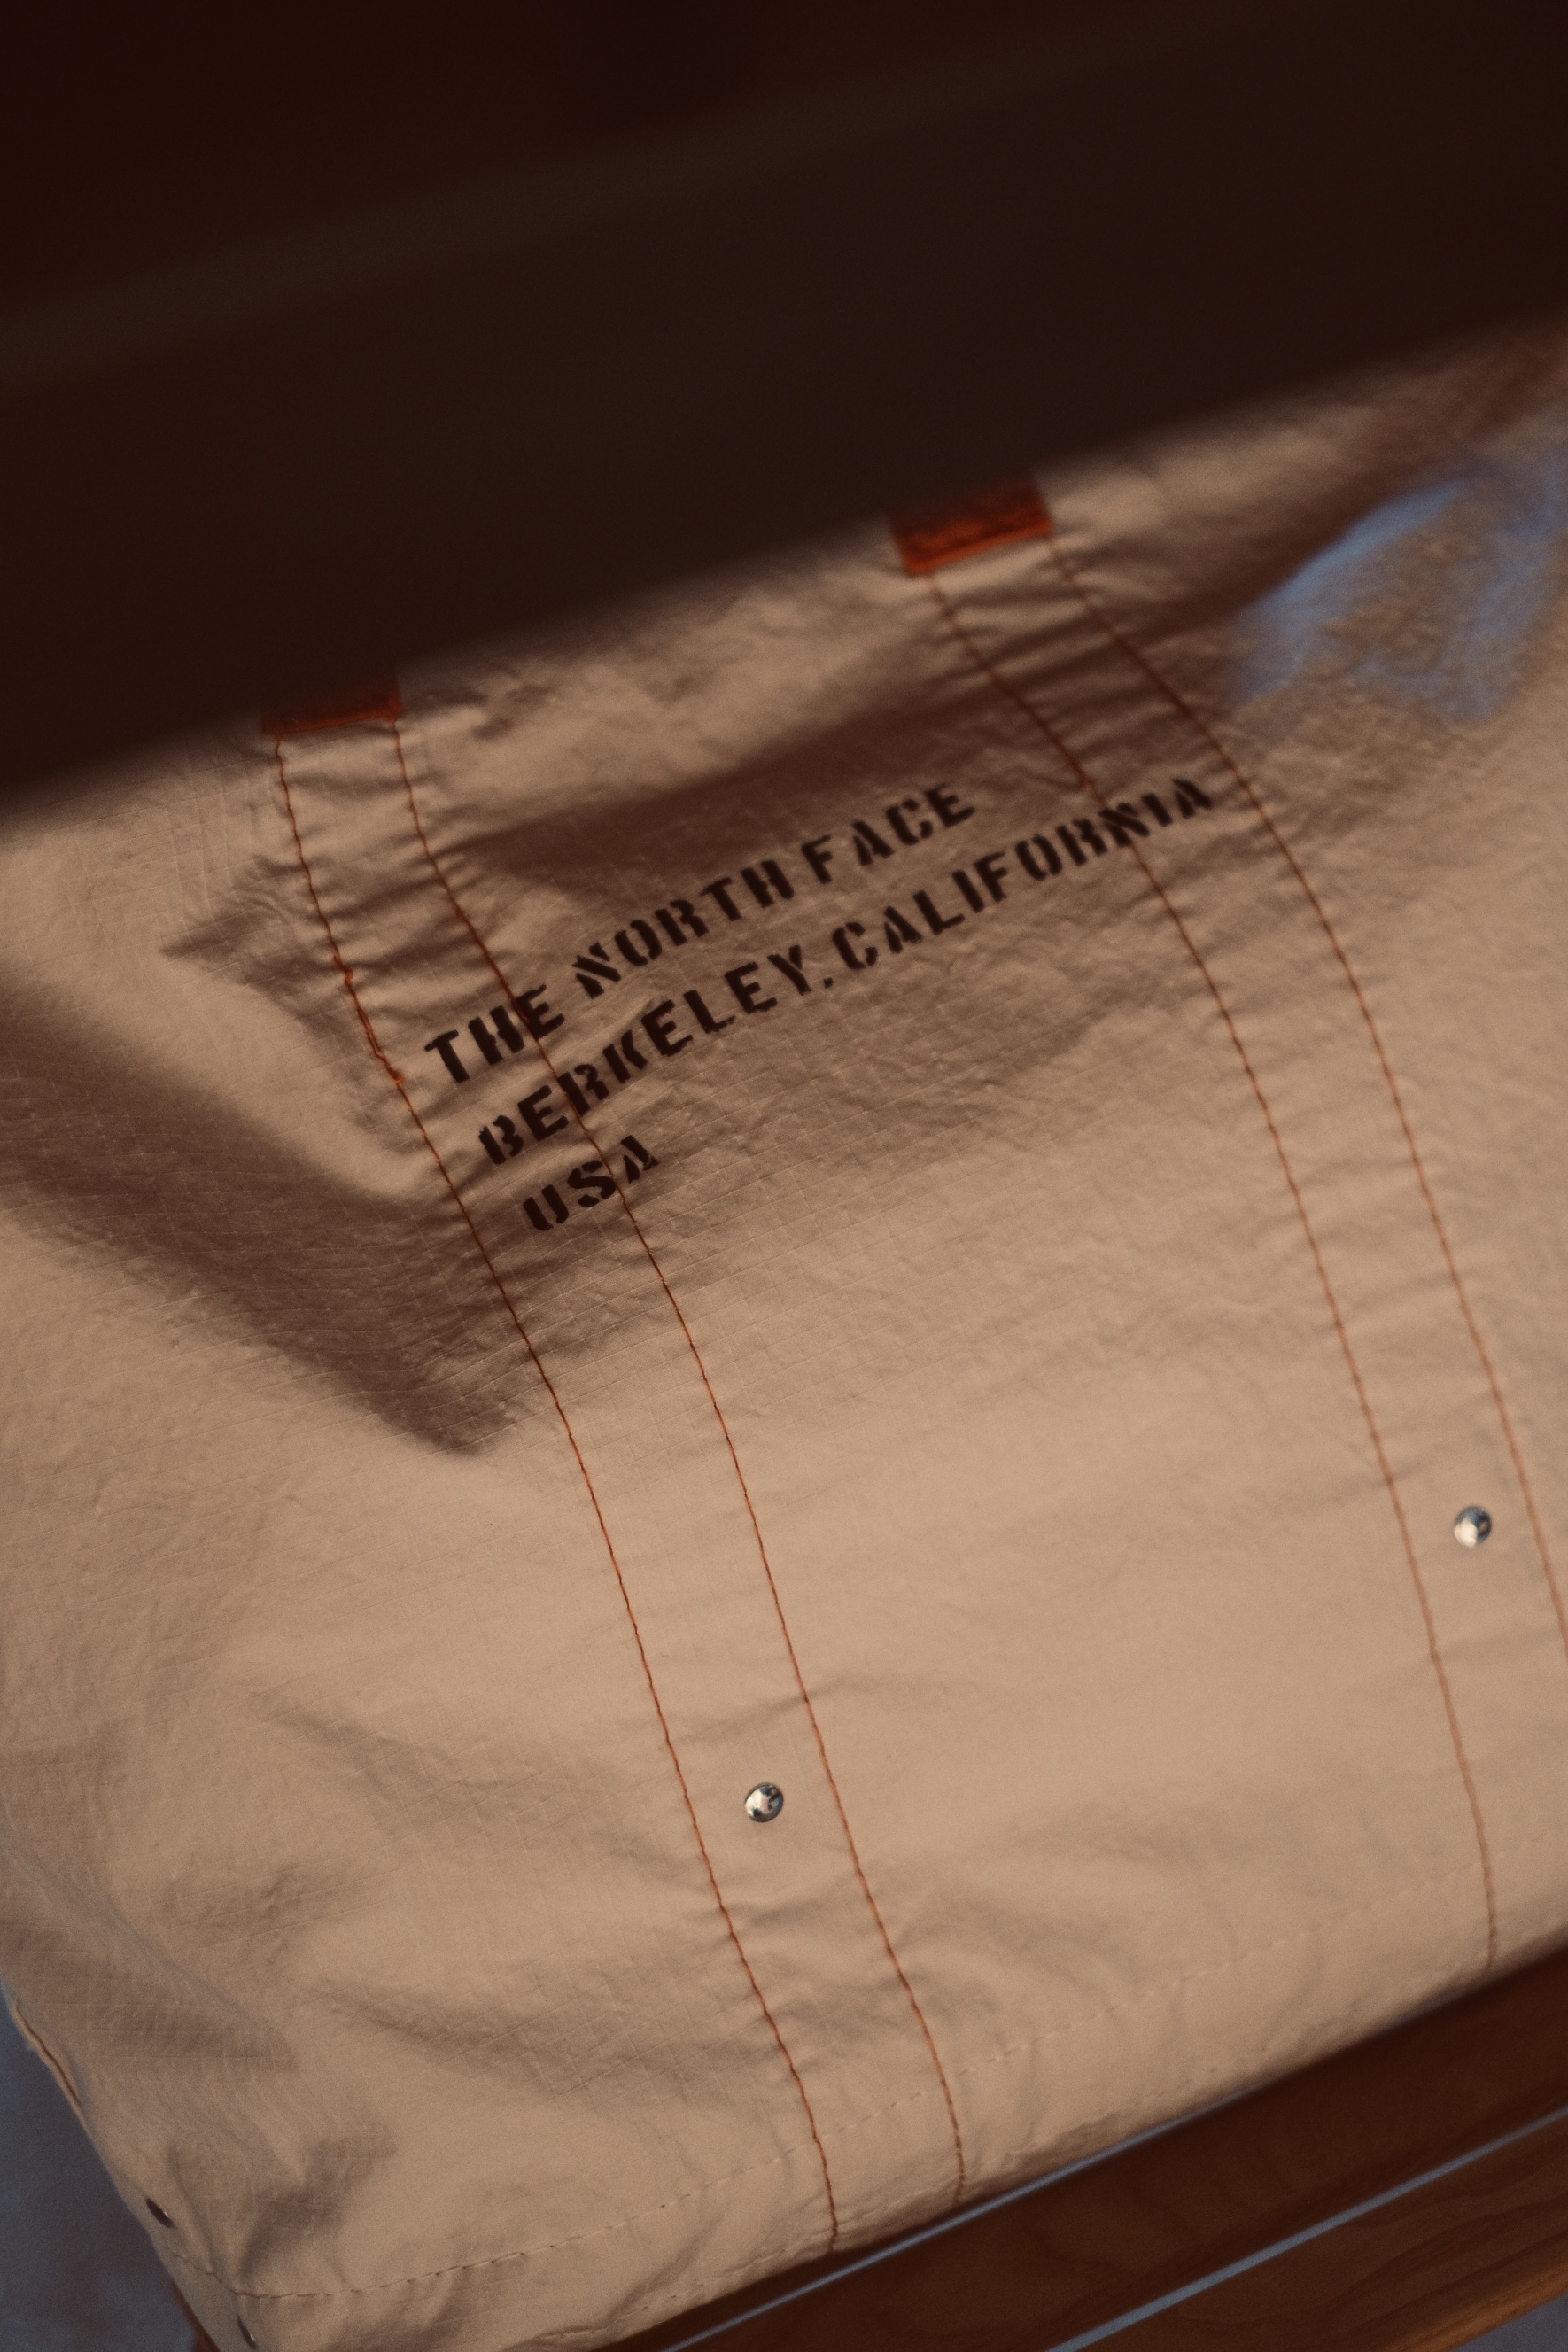 THE NORTH FACE
BERKELEY, CALIFORNIA
USA